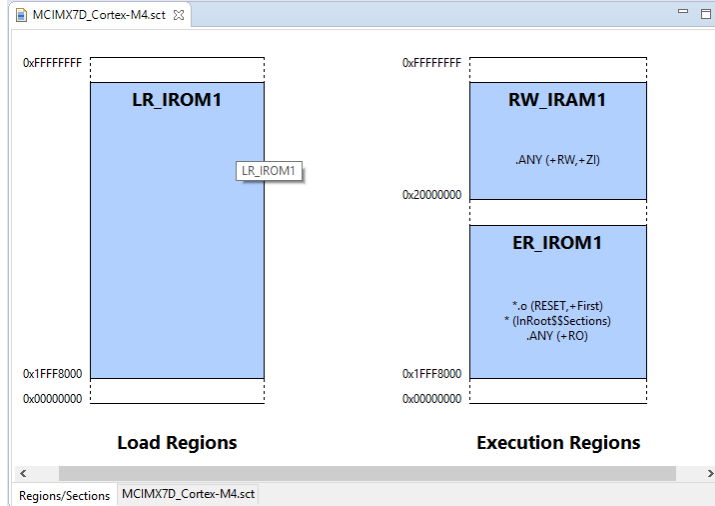 MCIMX7D_Cortex-M4.sct
0xFFFFFFFF
LR_IROM1
LR_IROM1
0x1FFF8000
0x00000000
Load Regions
0xFFFFFFFF
RW_IRAM1
.ANY (+RW,+ZI)
0x20000000
ER_IROM1
*.o (RESET,+First)
* (InRoot$$Sections)
.ANY (+RO)
0x1FFF8000
0x00000000
Execution Regions
Regions/Sections MCIMX7D_Cortex-M4.sct